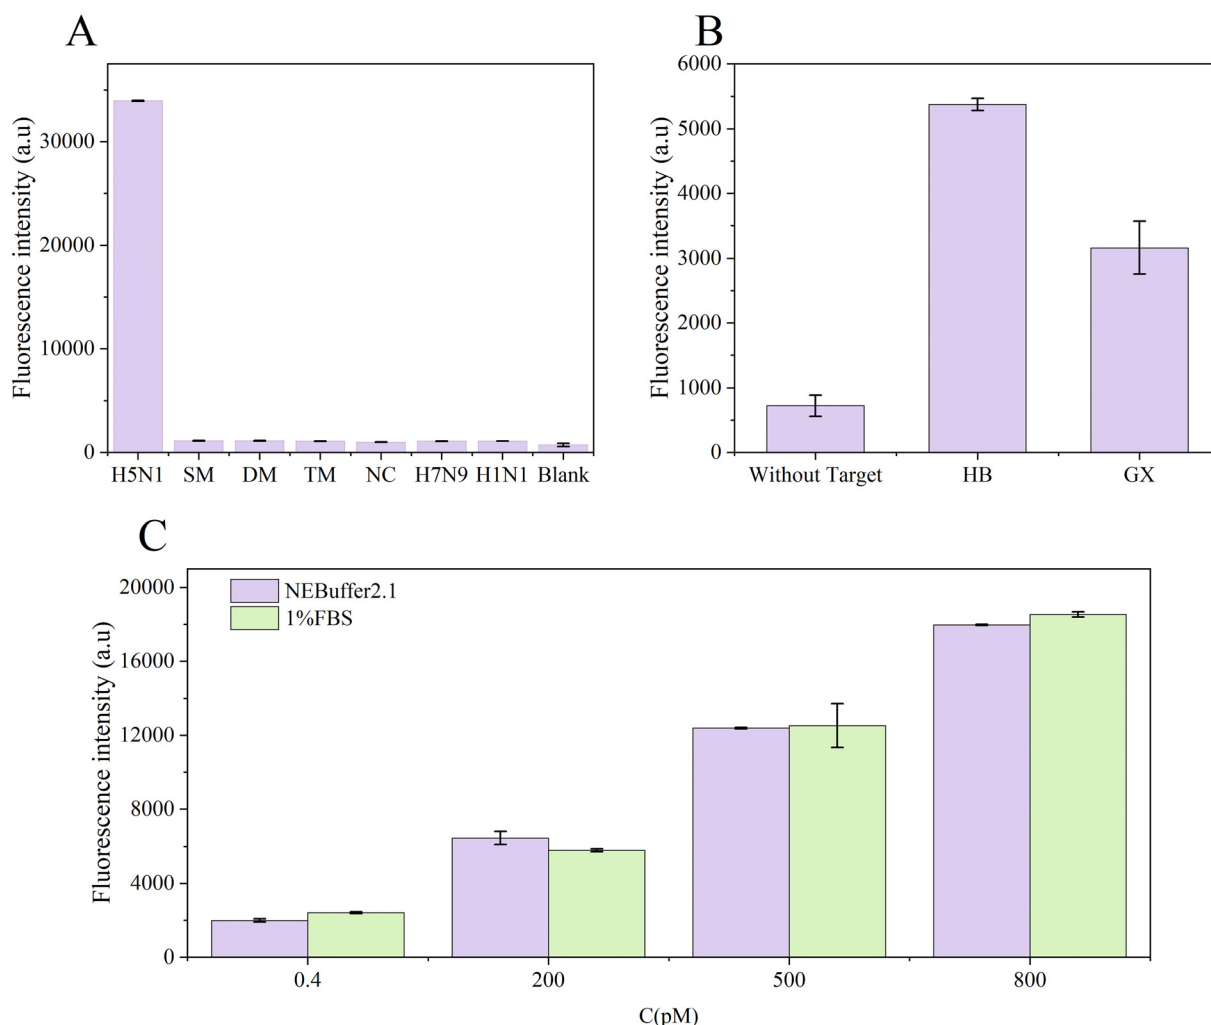 A
Fluorescence intensity (a.u)
30000
20000
10000
0
H5N1 SM DM TM NC H7N9 H1N1 Blank
B
Fluorescence intensity (a.u)
6000
5000
4000
3000
2000
1000
0
Without Target HB GX
C
Fluorescence intensity (a.u)
20000
16000
12000
8000
4000
0
NEBuffer2.1
1%FBS
0.4 200 500 800
C(pM)